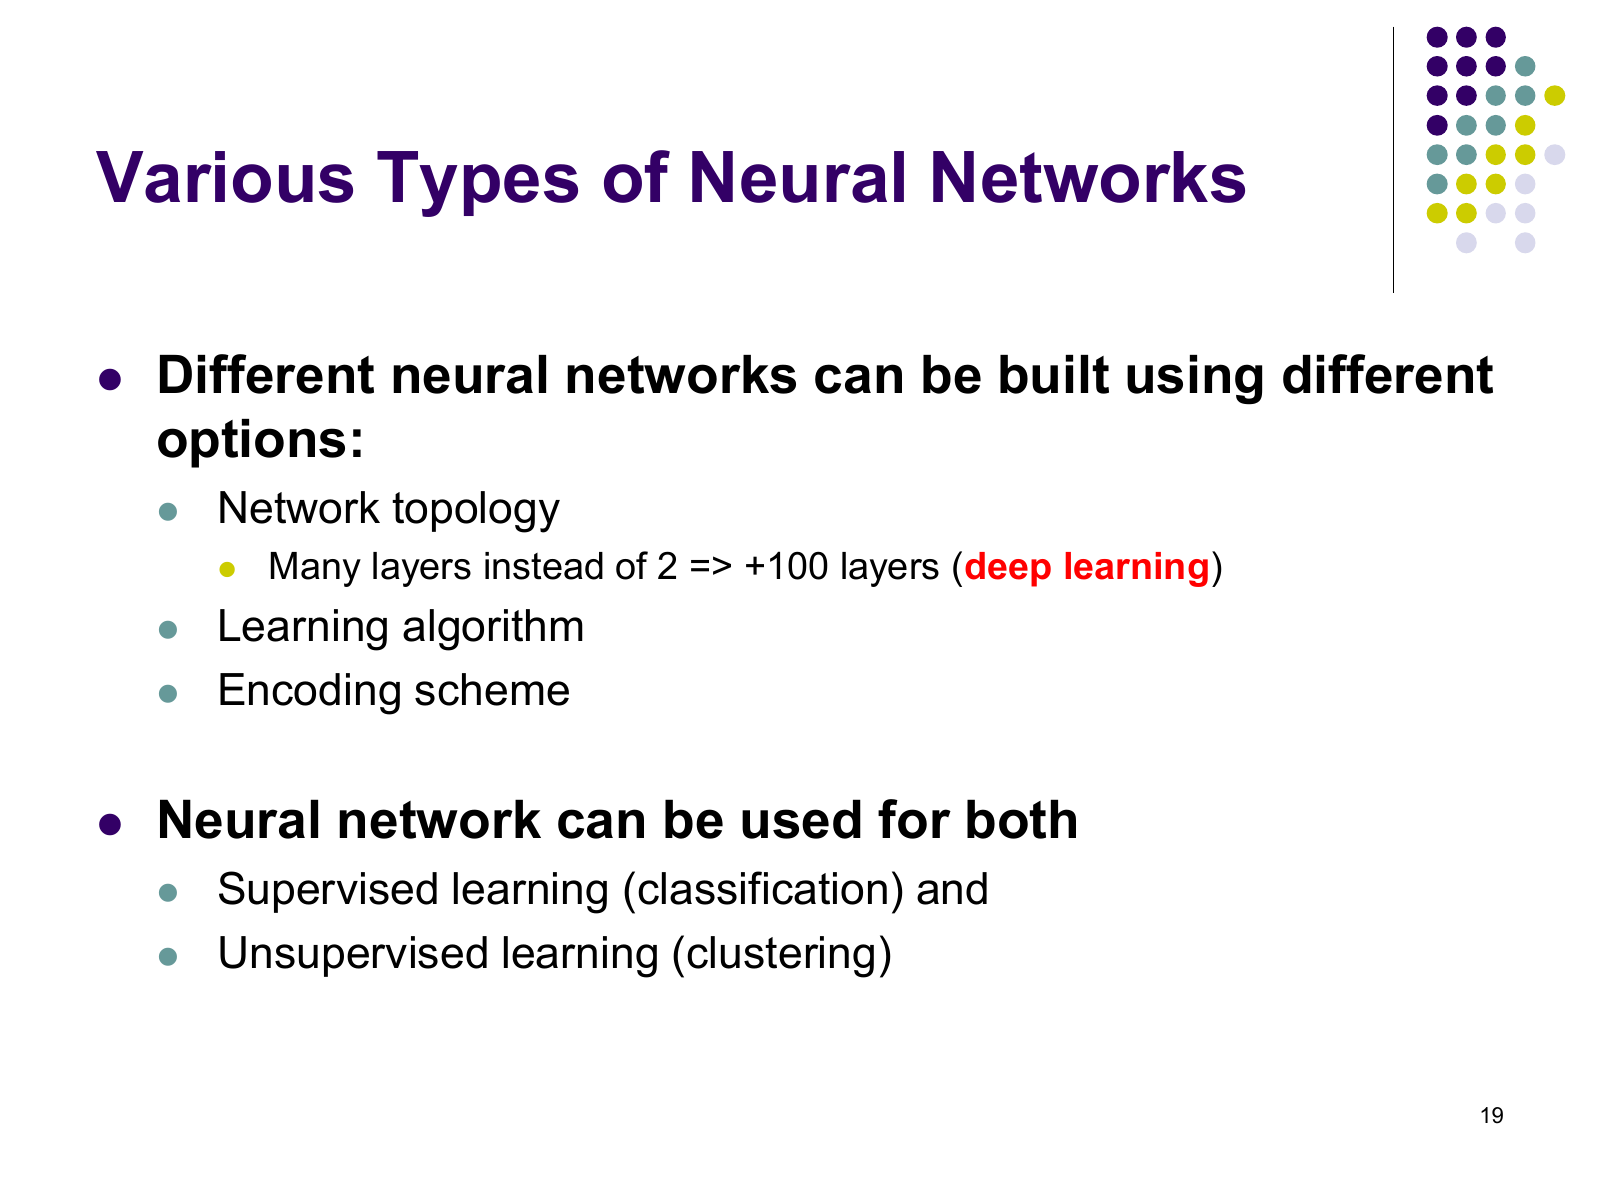 Various Types of Neural Networks
Different neural networks can be built using different
options:
Network topology
Many layers instead of 2 => +100 layers (deep learning)
Learning algorithm
Encoding scheme
Neural network can be used for both
Supervised learning (classification) and
Unsupervised learning (clustering)
19